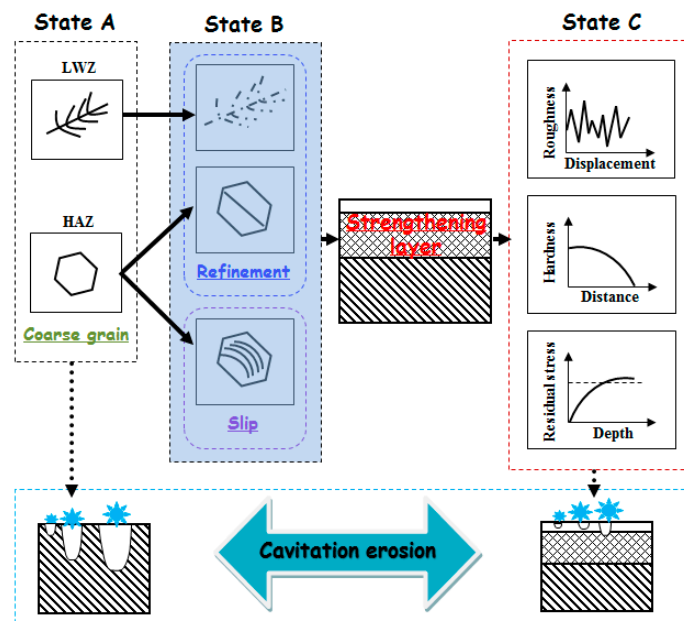 State A
State B
State C
LWZ
HAZ
Coarse grain
Refinement
Slip
Strengthening
layer
Roughness
Displacement
Hardness
Distance
Residual stress
Depth
Cavitation erosion